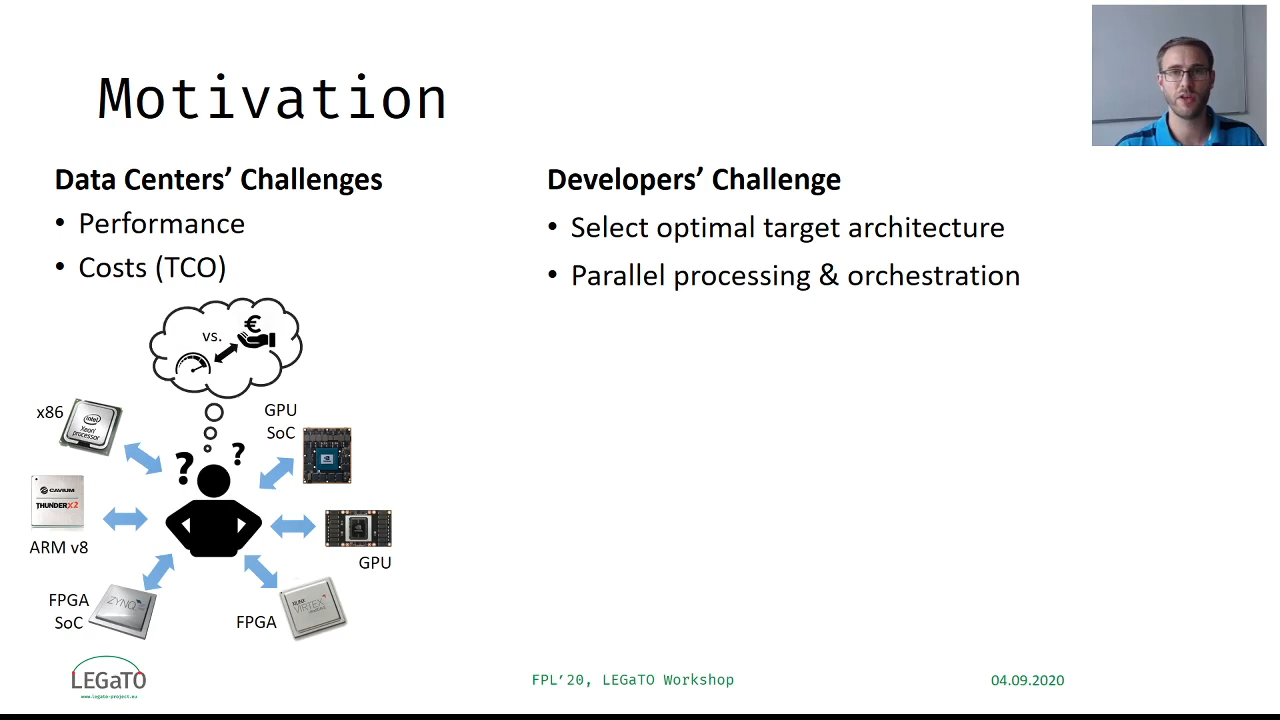 Motivation
Data Centers’ Challenges
• Performance
• Costs (TCO)
Developers’ Challenge
• Select optimal target architecture
• Parallel processing & orchestration
vs.
€
x86
intel
Xeon
processor
GPU
SoC
? ?
CAVIUM
THUNDERX2
ARM v8
GPU
FPGA
SoC
ZYNQ
FPGA
XILINX
VIRTEX
LEGaTO
www.legato-project.eu
FPL’20, LEGaTO Workshop
04.09.2020